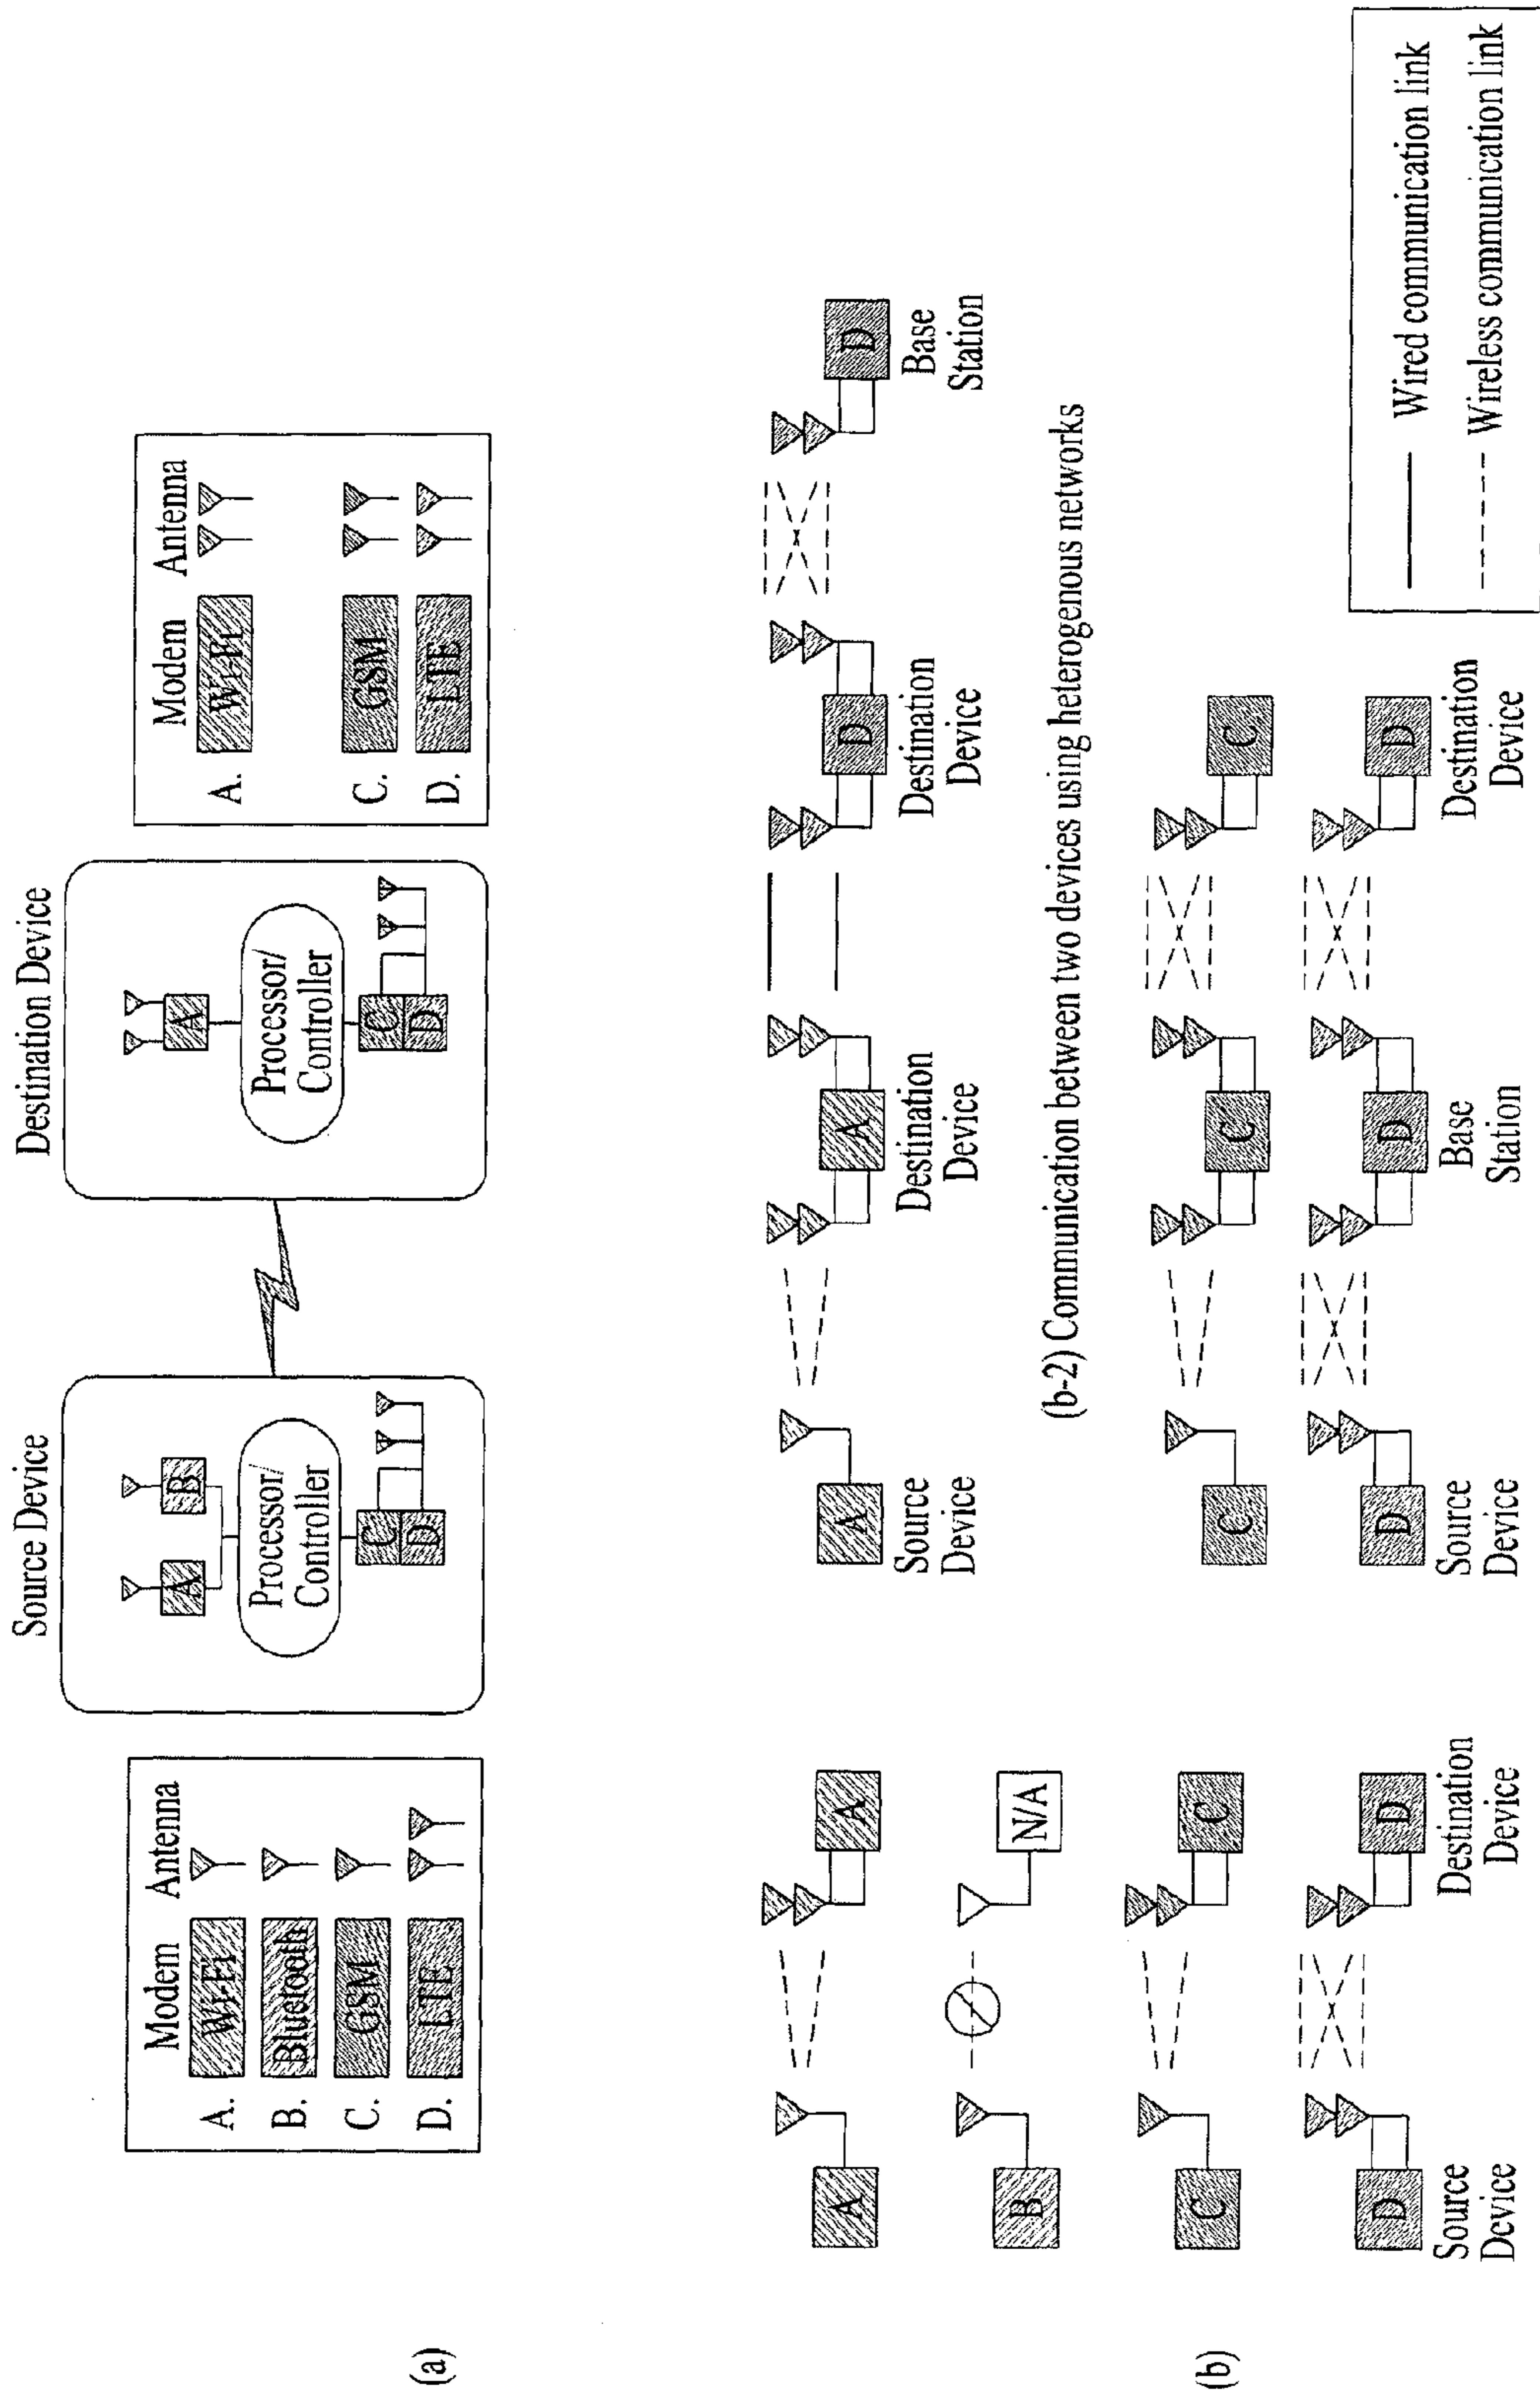 (a)
Source Device
Destination Device
Modem Antenna
A. Wi-Fi
B. Bluetooth
C. GSM
D. LTE
A
B
Processor/
Controller
C
D
A
Processor/
Controller
C
D
Modem Antenna
A. Wi-Fi
C. GSM
D. LTE
(b)
A
A
B
N/A
C
C
D
D
Source
Device
Destination
Device
A
A
D
D
Source
Device
Destination
Device
Destination
Device
Base
Station
(b-2) Communication between two devices using heterogenous networks
C
C
C
D
D
D
Source
Device
Base
Station
Destination
Device
Wired communication link
Wireless communication link